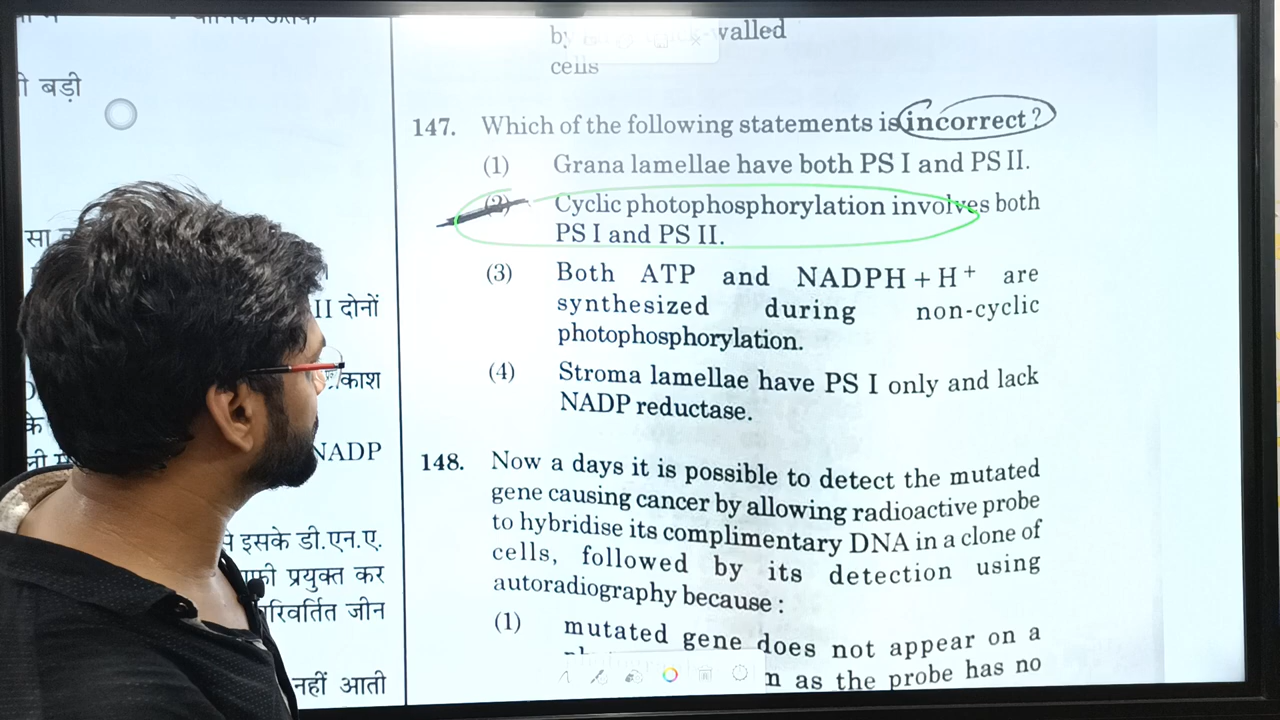 बड़ी
II दोनों
काश
NADP
इसके डी.एन.ए.
प्रयुक्त कर
जीन
नहीं आती
by walled
cells
147. Which of the following statements is incorrect ?
(1) Grana lamellae have both PS I and PS II.
(2) Cyclic photophosphorylation involves both
PS I and PS II.
(3) Both ATP and NADPH + H+ are
synthesized during non-cyclic
photophosphorylation.
(4) Stroma lamellae have PS I only and lack
NADP reductase.
148. Now a days it is possible to detect the mutated
gene causing cancer by allowing radioactive probe
to hybridise its complimentary DNA in a clone of
cells, followed by its detection using
autoradiography because :
(1) mutated gene does not appear on a
as the probe has no